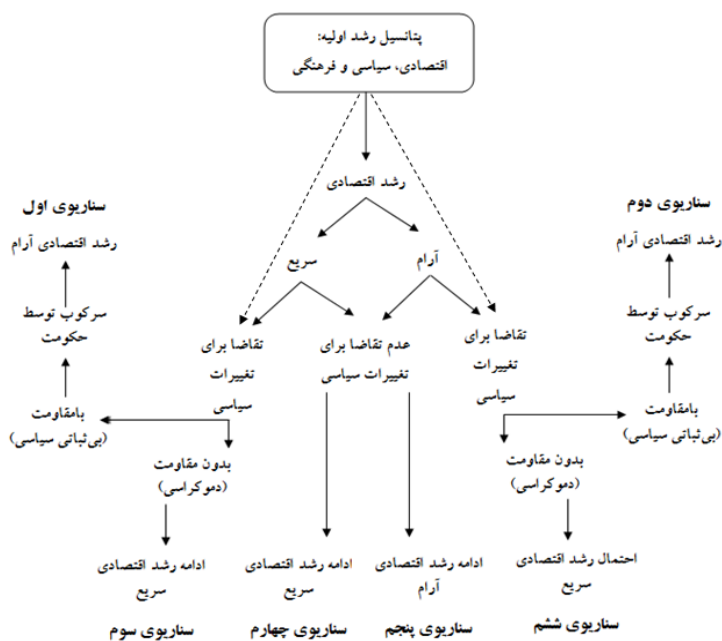 پتانسیل رشد اولیه:
اقتصادی، سیاسی و فرهنگی
رشد اقتصادی
سریع
آرام
سناریوی اول
رشد اقتصادی آرام
سرکوب توسط
حکومت
بامقاومت
(بی‌ثباتی سیاسی)
سناریوی دوم
رشد اقتصادی آرام
سرکوب توسط
حکومت
بامقاومت
(بی‌ثباتی سیاسی)
تقاضا برای
تغییرات
سیاسی
عدم تقاضا برای
تغییرات سیاسی
تقاضا برای
تغییرات
سیاسی
بدون مقاومت
(دموکراسی)
بدون مقاومت
(دموکراسی)
ادامه رشد اقتصادی
سریع
سناریوی سوم
ادامه رشد اقتصادی
سریع
سناریوی چهارم
ادامه رشد اقتصادی
آرام
سناریوی پنجم
احتمال رشد اقتصادی
سریع
سناریوی ششم